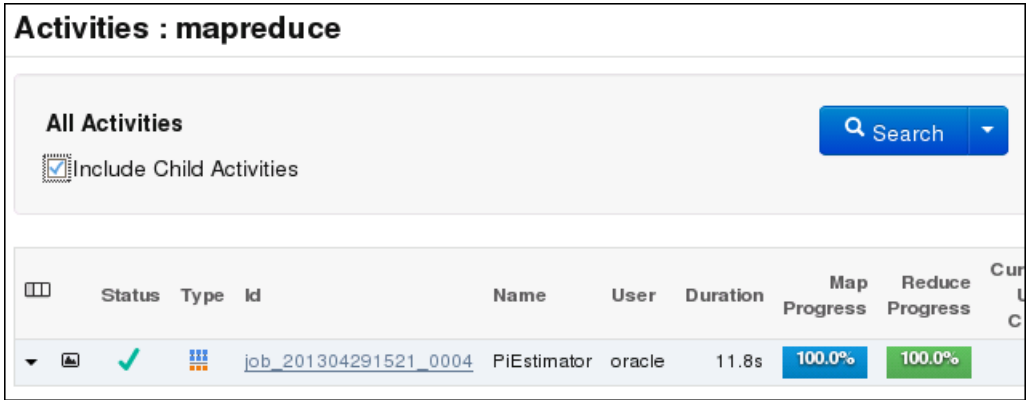 Activities : mapreduce
All Activities
Search
Include Child Activities
Status Type Id Name User Duration Map Progress Reduce Progress
job_201304291521_0004 PiEstimator oracle 11.8s 100.0% 100.0%